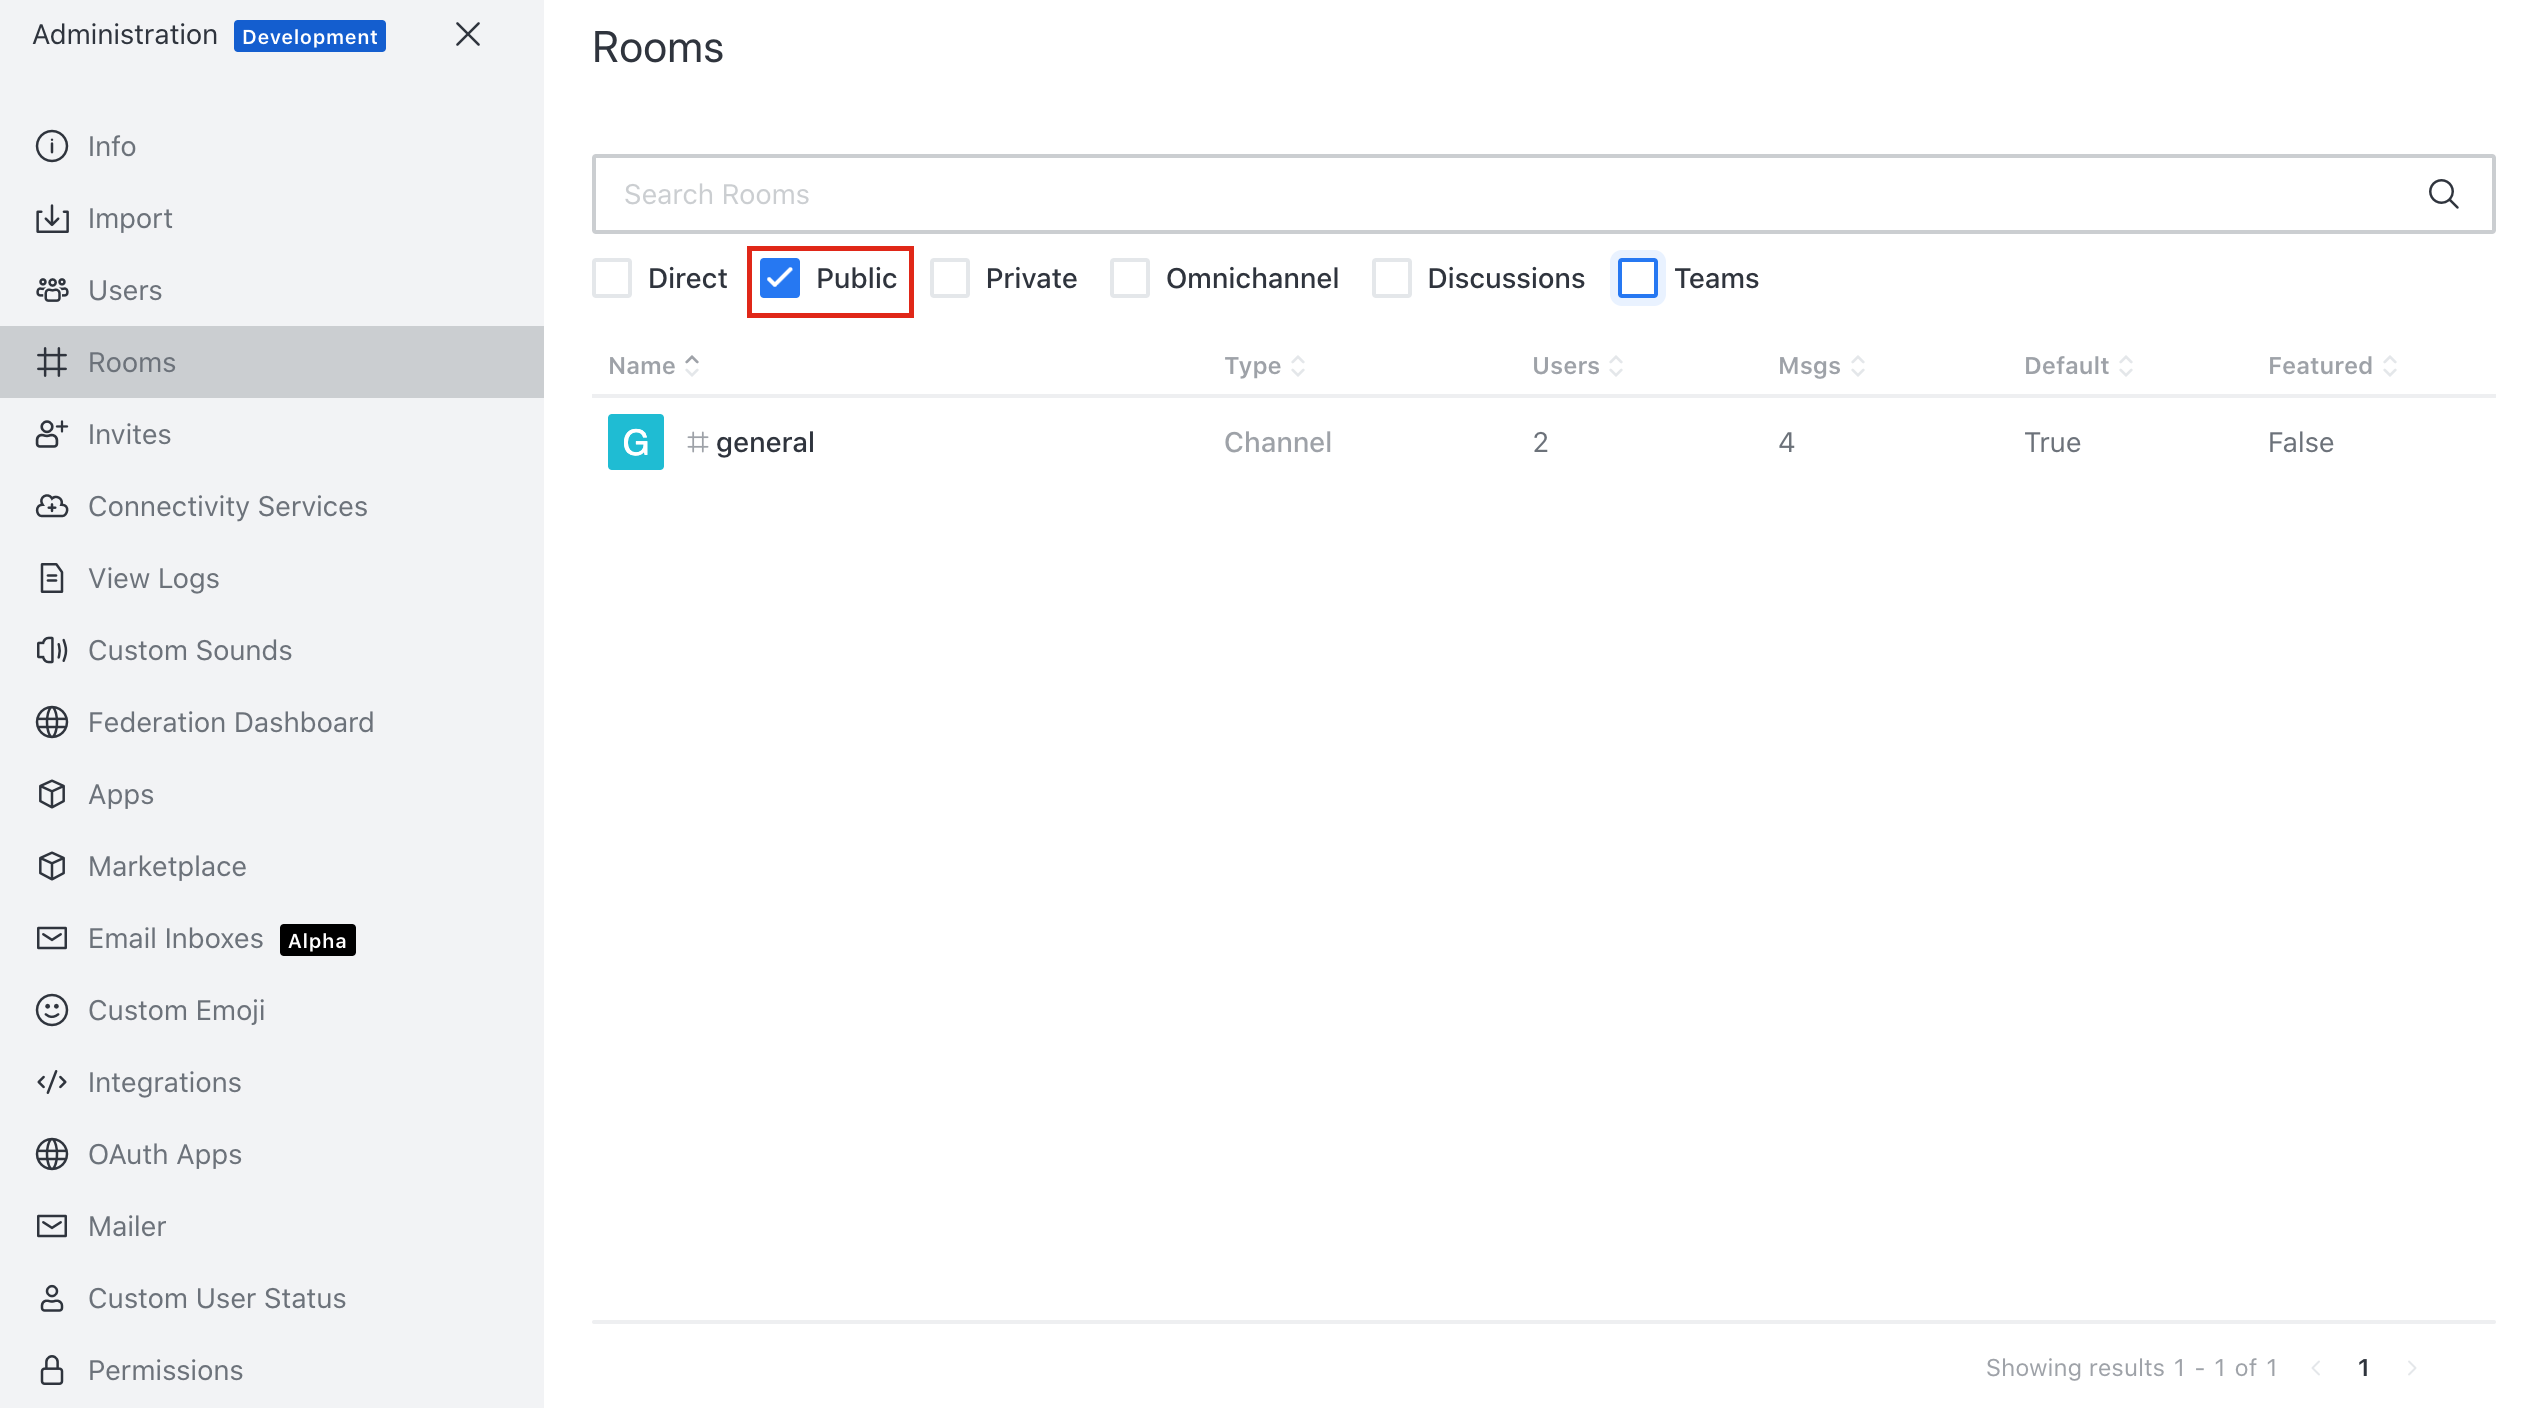 Administration Development
Info
Import
Users
Rooms
Invites
Connectivity Services
View Logs
Custom Sounds
Federation Dashboard
Apps
Marketplace
Email Inboxes Alpha
Custom Emoji
Integrations
OAuth Apps
Mailer
Custom User Status
Permissions
Rooms
Search Rooms
Direct Public Private Omnichannel Discussions Teams
Name Type Users Msgs Default Featured
G # general Channel 2 4 True False
Showing results 1 - 1 of 1 < 1 >